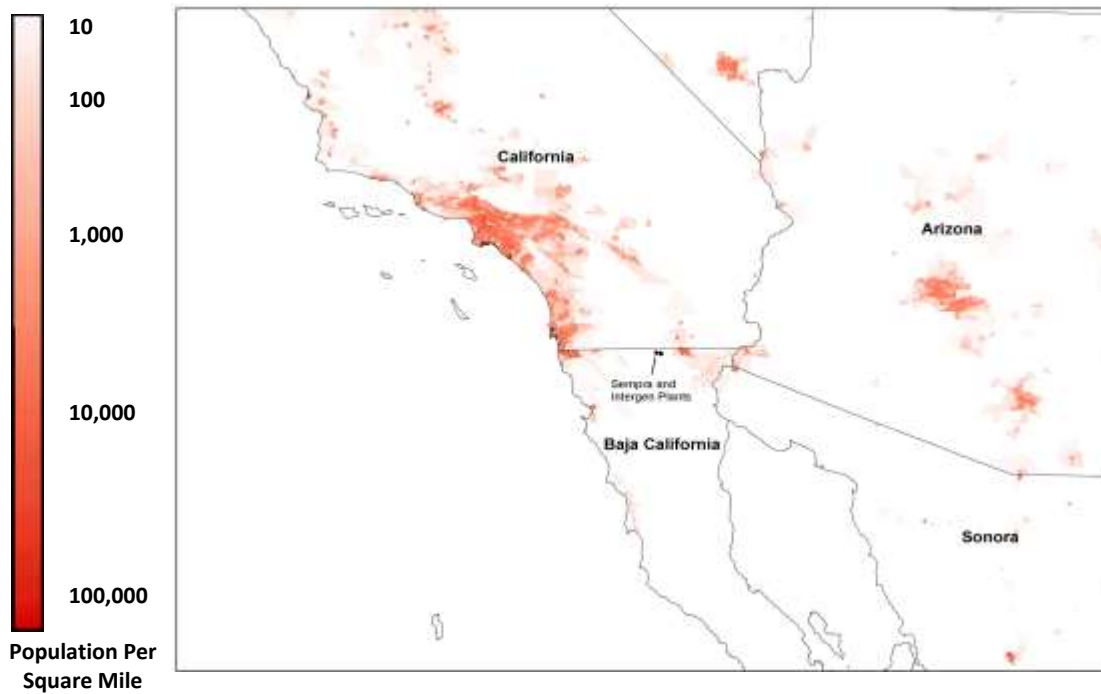 10
100
1,000
10,000
100,000
Population Per
Square Mile
California
Arizona
Sempra and
Intergen Plants
Baja California
Sonora